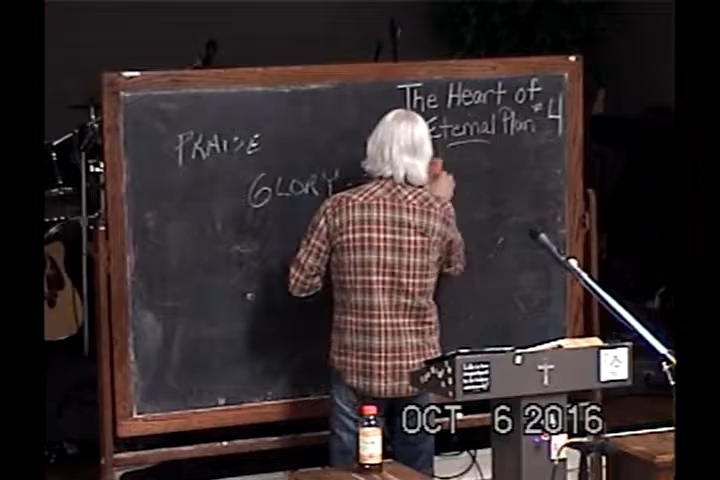 The Heart of
Eternal Plan #4
PRAISE
GLORY
OCT 6 2016